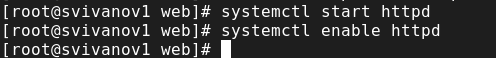 [root@svivanov1 web]# systemctl start httpd
[root@svivanov1 web]# systemctl enable httpd
[root@svivanov1 web]#